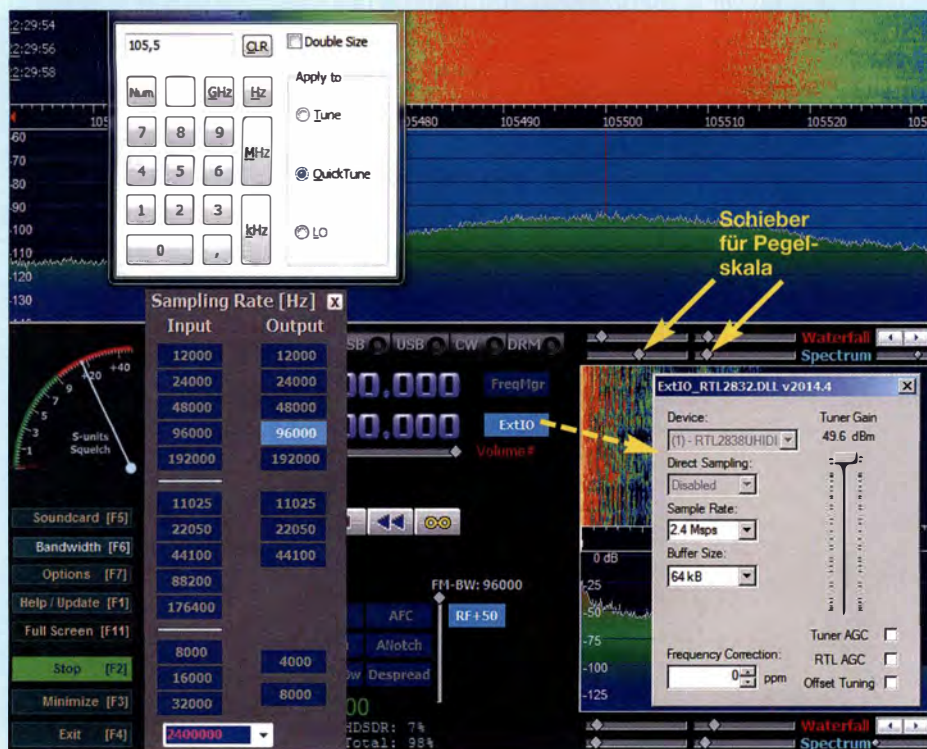 22:29:54
22:29:56
22:29:58
105,5
CLR
Double Size
Num
GHz
Hz
Apply to
Tune
7 8 9
MHz
4 5 6
QuickTune
1 2 3
kHz
0 ,
LO
105480 105490 105500 105510 105520
-60
-70
-80
-90
-100
-110
-120
-130
-140
Schieber
für Pegel-
skala
Sampling Rate [Hz] X
Input Output
12000 12000
24000 24000
48000 48000
96000 96000
192000 192000
11025 11025
22050 22050
44100 44100
88200
176400
8000 4000
16000 8000
32000
2400000
USB CW DRM
FreqMgr
ExtIO
Volume
Waterfall
Spectrum
1 3 5 7 9 +20 +40
S-units
Squelch
Soundcard [F5]
Bandwidth [F6]
Options [F7]
Help / Update [F1]
Full Screen [F11]
Stop [F2]
Minimize [F3]
Exit [F4]
FM-BW: 96000
AFC RF+50
ANotch
Despread
HDSDR: 7%
Total: 98%
ExtIO_RTL2832.DLL v2014.4
Device:
(1) - RTL2838UHIDI
Direct Sampling:
Disabled
Sample Rate:
2.4 Msps
Buffer Size:
64 kB
Frequency Correction:
0 ppm
Tuner Gain
49.6 dBm
Tuner AGC
RTL AGC
Offset Tuning
0 dB
-25
-50
-75
-100
-125
Waterfall
Spectrum